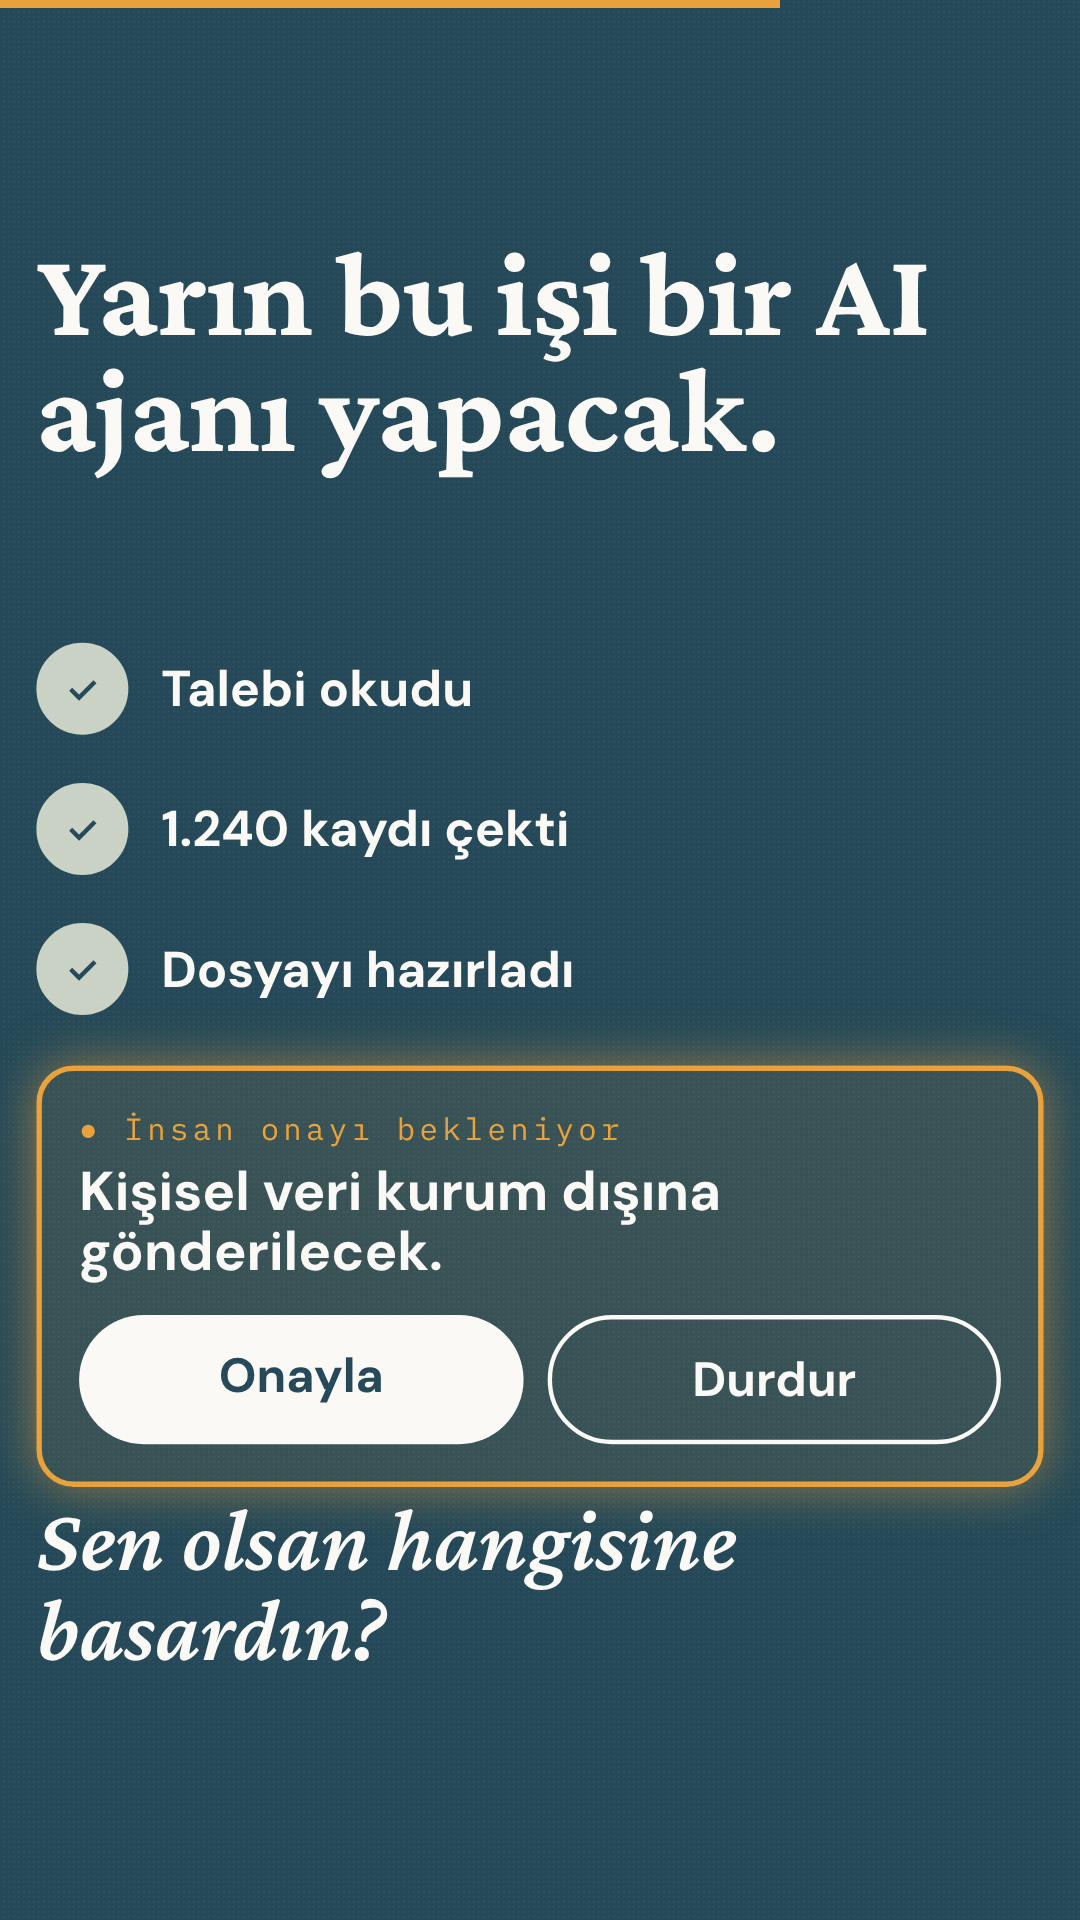 Yarın bu işi bir AI
ajanı yapacak.
Talebi okudu
1.240 kaydı çekti
Dosyayı hazırladı
● İnsan onayı bekleniyor
Kişisel veri kurum dışına
gönderilecek.
Onayla
Durdur
Sen olsan hangisine
basardın?